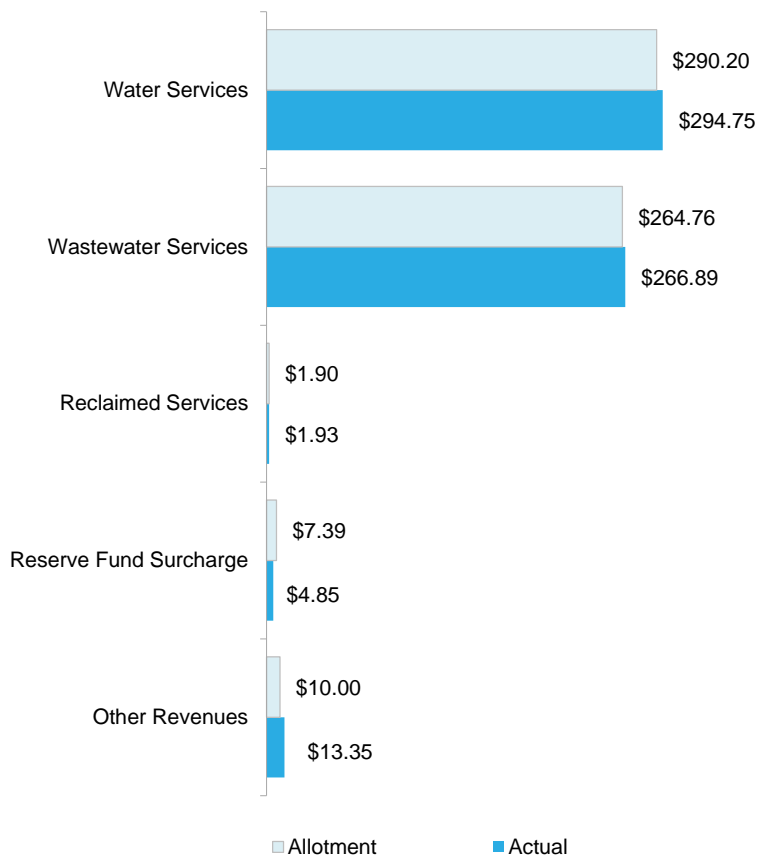 $290.20
Water Services
$294.75
$264.76
Wastewater Services
$266.89
$1.90
Reclaimed Services
$1.93
$7.39
Reserve Fund Surcharge
$4.85
$10.00
Other Revenues
$13.35
Allotment
Actual